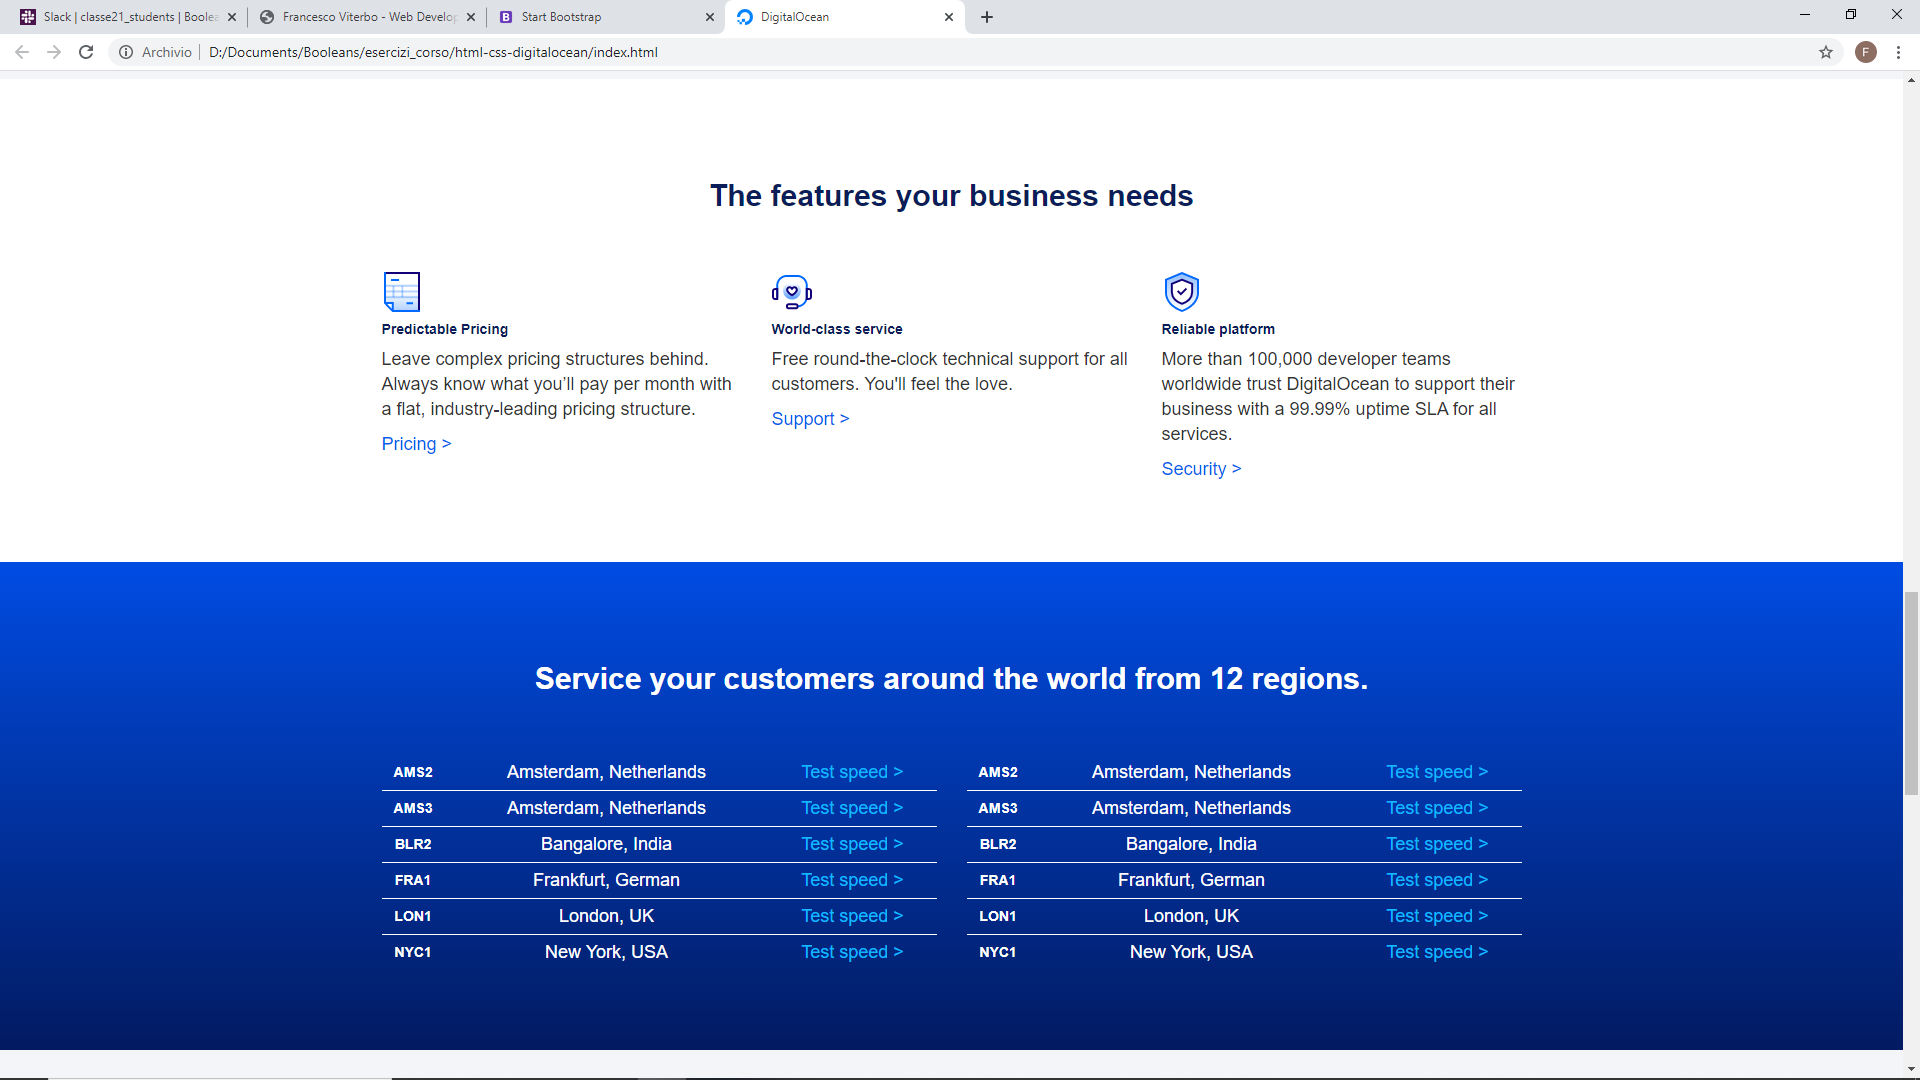 Slack | classe21_students | Boolea
Francesco Viterbo - Web Develop
Start Bootstrap
DigitalOcean
Archivio
D:/Documents/Booleans/esercizi_corso/html-css-digitalocean/index.html
F
The features your business needs
Predictable Pricing
Leave complex pricing structures behind.
Always know what you’ll pay per month with
a flat, industry-leading pricing structure.
Pricing >
World-class service
Free round-the-clock technical support for all
customers. You'll feel the love.
Support >
Reliable platform
More than 100,000 developer teams
worldwide trust DigitalOcean to support their
business with a 99.99% uptime SLA for all
services.
Security >
Service your customers around the world from 12 regions.
AMS2 Amsterdam, Netherlands Test speed >
AMS3 Amsterdam, Netherlands Test speed >
BLR2 Bangalore, India Test speed >
FRA1 Frankfurt, German Test speed >
LON1 London, UK Test speed >
NYC1 New York, USA Test speed >
AMS2 Amsterdam, Netherlands Test speed >
AMS3 Amsterdam, Netherlands Test speed >
BLR2 Bangalore, India Test speed >
FRA1 Frankfurt, German Test speed >
LON1 London, UK Test speed >
NYC1 New York, USA Test speed >